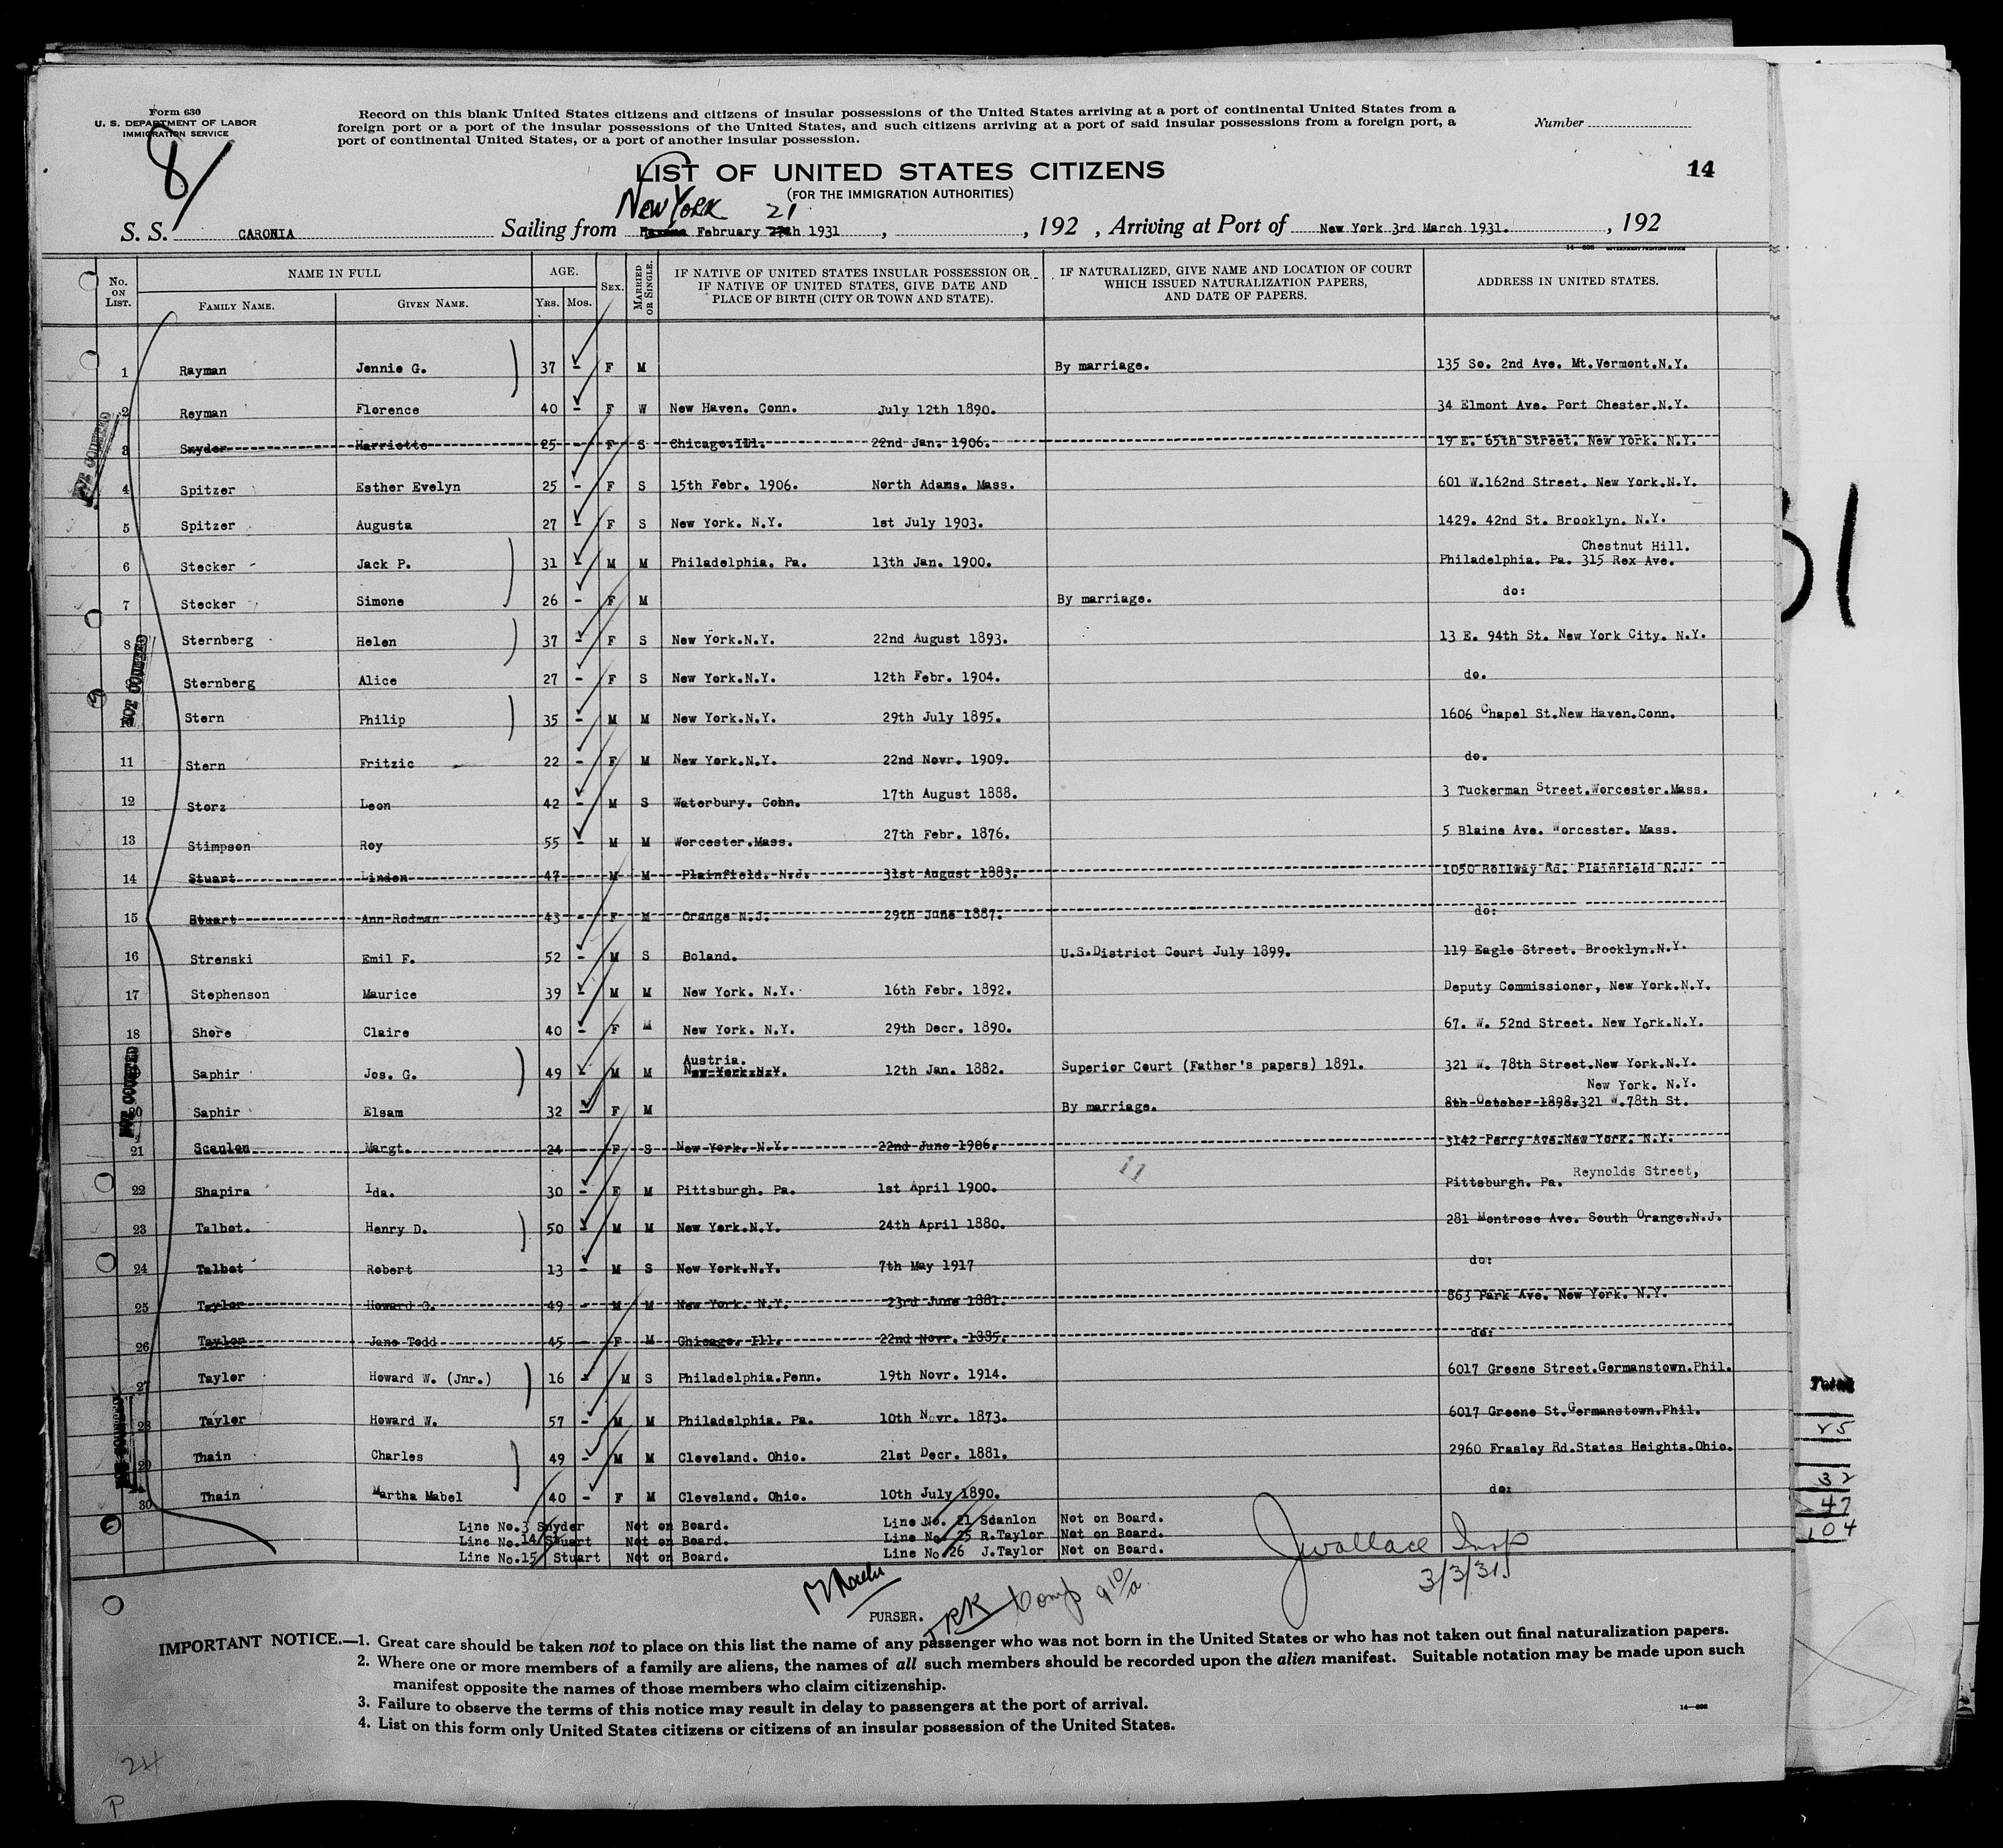 Form 630
U. S. DEPARTMENT OF LABOR
IMMIGRATION SERVICE
8/
Record on this blank United States citizens and citizens of insular possessions of the United States arriving at a port of continental United States from a
foreign port or a port of the insular possessions of the United States, and such citizens arriving at a port of said insular possessions from a foreign port, a
port of continental United States, or a port of another insular possession.
Number
LIST OF UNITED STATES CITIZENS
14
(FOR THE IMMIGRATION AUTHORITIES)
New York 21
S. S. CARONIA Sailing from February 27th 1931, , 192 , Arriving at Port of New York 3rd March 1931. , 192
No. ON LIST. NAME IN FULL FAMILY NAME. GIVEN NAME. AGE. Yrs. Mos. SEX. MARRIED OR SINGLE. IF NATIVE OF UNITED STATES INSULAR POSSESSION OR IF NATIVE OF UNITED STATES, GIVE DATE AND PLACE OF BIRTH (CITY OR TOWN AND STATE). IF NATURALIZED, GIVE NAME AND LOCATION OF COURT WHICH ISSUED NATURALIZATION PAPERS, AND DATE OF PAPERS. ADDRESS IN UNITED STATES.
1 Rayman Jennie G. 37 - F M By marriage. 135 So. 2nd Ave. Mt.Vermont.N.Y.
2 Reyman Florence 40 - F W New Haven. Conn. July 12th 1890. 34 Elmont Ave. Port Chester.N.Y.
3 Snyder Harriette 25 - F S Chicago.Ill. 22nd Jan. 1906. 19 E. 65th Street. New York. N.Y.
4 Spitzer Esther Evelyn 25 - F S 15th Febr. 1906. North Adams. Mass. 601 W.162nd Street. New York.N.Y.
5 Spitzer Augusta 27 - F S New York. N.Y. 1st July 1903. 1429. 42nd St. Brooklyn. N.Y.
Chestnut Hill.
6 Stecker Jack P. 31 - M M Philadelphia. Pa. 13th Jan. 1900. Philadelphia. Pa. 315 Rex Ave.
7 Stecker Simone 26 - F M By marriage. do:
8 Sternberg Helen 37 - F S New York.N.Y. 22nd August 1893. 13 E. 94th St. New York City. N.Y.
9 Sternberg Alice 27 - F S New York.N.Y. 12th Febr. 1904. do.
10 Stern Philip 35 - M M New York.N.Y. 29th July 1895. 1606 Chapel St.New Haven.Conn.
11 Stern Fritzie 22 - F M New York.N.Y. 22nd Novr. 1909. do.
12 Storz Leon 42 - M S Waterbury. Conn. 17th August 1888. 3 Tuckerman Street.Worcester.Mass.
13 Stimpson Roy 55 - M M Worcester.Mass. 27th Febr. 1876. 5 Blaine Ave. Worcester. Mass.
14 Stuart Linden 47 - M M Plainfield. N.J. 31st August 1883. 1050 Rollway Rd. Plainfield N.J.
15 Stuart Ann Rodman 43 - F M Orange N.J. 29th June 1887. do:
16 Strenski Emil F. 52 - M S Poland. U.S.District Court July 1899. 119 Eagle Street. Brooklyn.N.Y.
17 Stephenson Maurice 39 - M M New York. N.Y. 16th Febr. 1892. Deputy Commissioner, New York.N.Y.
18 Shore Claire 40 - F M New York. N.Y. 29th Decr. 1890. 67. W. 52nd Street. New York.N.Y.
Austria.
19 Saphir Jos. G. 49 - M M New York.N.Y. 12th Jan. 1882. Superior Court (Father's papers) 1891. 321 W. 78th Street.New York.N.Y.
New York. N.Y.
20 Saphir Elsam 32 - F M By marriage. 8th October 1898.321 W.78th St.
21 Scanlon Margt. 24 - F S New York. N.Y. 22nd June 1906. 3142 Perry Ave.New York. N.Y.
11
Reynolds Street,
22 Shapira Ida. 30 - F M Pittsburgh. Pa. 1st April 1900. Pittsburgh. Pa.
23 Talbot. Henry D. 50 - M M New York.N.Y. 24th April 1880. 281 Montrose Ave. South Orange.N.J.
24 Talbot Robert 13 - M S New York.N.Y. 7th May 1917 do:
25 Taylor Howard G. 49 - M M New York. N.Y. 23rd June 1881. 863 Park Ave. New York. N.Y.
26 Taylor Jane Todd 45 - F M Chicago. Ill. 22nd Novr. 1885. do:
27 Taylor Howard W. (Jnr.) 16 - M S Philadelphia.Penn. 19th Novr. 1914. 6017 Greene Street.Germanstown.Phil.
28 Tayler Howard W. 57 - M M Philadelphia. Pa. 10th Novr. 1873. 6017 Greene St.Germanstown.Phil.
29 Thain Charles 49 - M M Cleveland. Ohio. 21st Decr. 1881. 2960 Frasley Rd.States Heights.Ohio.
30 Thain Martha Mabel 40 - F M Cleveland. Ohio. 10th July 1890. do:
Line No.3 Snyder Not on Board. Line No. 21 Scanlon Not on Board.
Line No.14 Stuart Not on Board. Line No. 25 R.Taylor Not on Board.
Line No.15 Stuart Not on Board. Line No.26 J.Taylor Not on Board.
NOT COUNTED
NOT COUNTED
NOT COUNTED
NOT COUNTED
JWallace Insp
3/3/31
PURSER.
RK Comp 9 10/a
IMPORTANT NOTICE.—1. Great care should be taken not to place on this list the name of any passenger who was not born in the United States or who has not taken out final naturalization papers.
2. Where one or more members of a family are aliens, the names of all such members should be recorded upon the alien manifest. Suitable notation may be made upon such
manifest opposite the names of those members who claim citizenship.
3. Failure to observe the terms of this notice may result in delay to passengers at the port of arrival.
4. List on this form only United States citizens or citizens of an insular possession of the United States.
24
P
Total
25
32
47
104